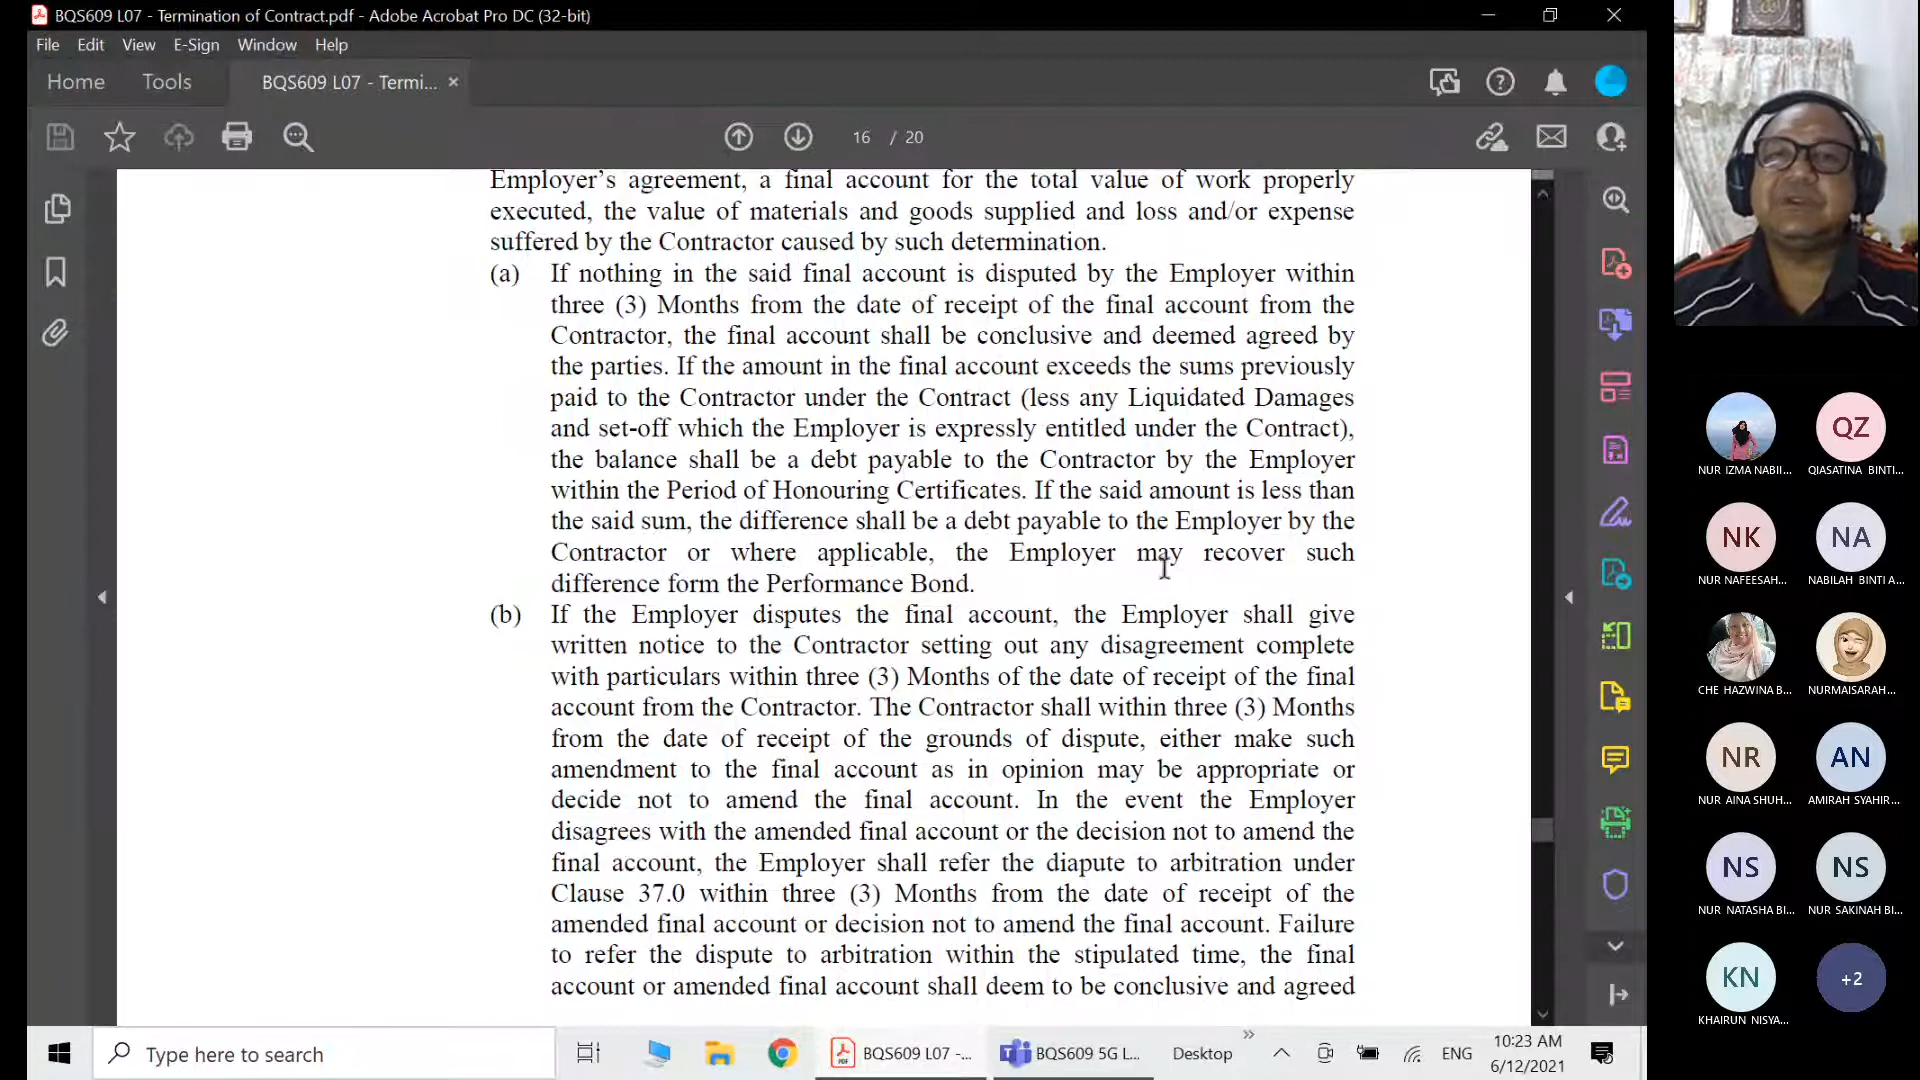 BQS609 L07 - Termination of Contract.pdf - Adobe Acrobat Pro DC (32-bit)
File Edit View E-Sign Window Help
Home Tools BQS609 L07 - Termi... ×
16 / 20
Employer’s agreement, a final account for the total value of work properly
executed, the value of materials and goods supplied and loss and/or expense
suffered by the Contractor caused by such determination.
(a) If nothing in the said final account is disputed by the Employer within
three (3) Months from the date of receipt of the final account from the
Contractor, the final account shall be conclusive and deemed agreed by
the parties. If the amount in the final account exceeds the sums previously
paid to the Contractor under the Contract (less any Liquidated Damages
and set-off which the Employer is expressly entitled under the Contract),
the balance shall be a debt payable to the Contractor by the Employer
within the Period of Honouring Certificates. If the said amount is less than
the said sum, the difference shall be a debt payable to the Employer by the
Contractor or where applicable, the Employer may recover such
difference form the Performance Bond.
(b) If the Employer disputes the final account, the Employer shall give
written notice to the Contractor setting out any disagreement complete
with particulars within three (3) Months of the date of receipt of the final
account from the Contractor. The Contractor shall within three (3) Months
from the date of receipt of the grounds of dispute, either make such
amendment to the final account as in opinion may be appropriate or
decide not to amend the final account. In the event the Employer
disagrees with the amended final account or the decision not to amend the
final account, the Employer shall refer the diapute to arbitration under
Clause 37.0 within three (3) Months from the date of receipt of the
amended final account or decision not to amend the final account. Failure
to refer the dispute to arbitration within the stipulated time, the final
account or amended final account shall deem to be conclusive and agreed
QZ
NUR IZMA NABII... QIASATINA BINTI...
NK NA
NUR NAFEESAH... NABILAH BINTI A...
CHE HAZWINA B... NURMAISARAH...
NR AN
NUR AINA SHUH... AMIRAH SYAHIR...
NS NS
NUR NATASHA BI... NUR SAKINAH BI...
KN +2
KHAIRUN NISYA...
Type here to search BQS609 L07 -... BQS609 5G L... Desktop ENG 10:23 AM
6/12/2021